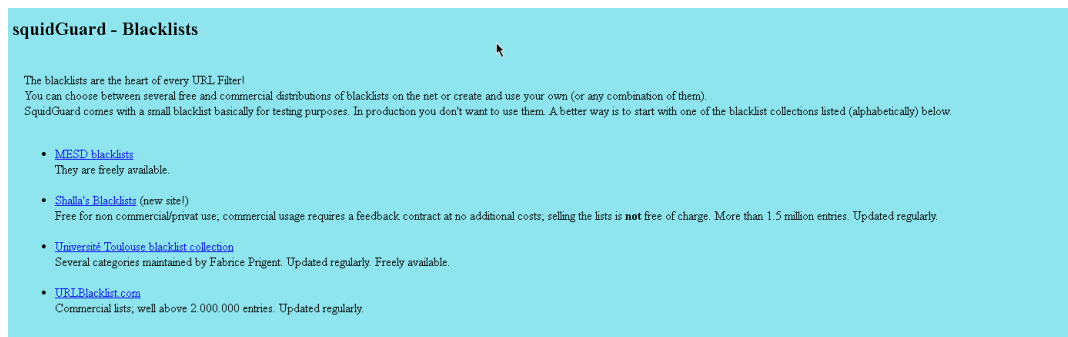 squidGuard - Blacklists
The blacklists are the heart of every URL Filter!
You can choose between several free and commercial distributions of blacklists on the net or create and use your own (or any combination of them).
SquidGuard comes with a small blacklist basically for testing purposes. In production you don't want to use them. A better way is to start with one of the blacklist collections listed (alphabetically) below.
• MESD blacklists
They are freely available.
• Shalla's Blacklists (new site!)
Free for non commercial/privat use; commercial usage requires a feedback contract at no additional costs; selling the lists is not free of charge. More than 1.5 million entries. Updated regularly.
• Université Toulouse blacklist collection
Several categories maintained by Fabrice Prigent. Updated regularly. Freely available.
• URLBlacklist.com
Commercial lists; well above 2.000.000 entries. Updated regularly.